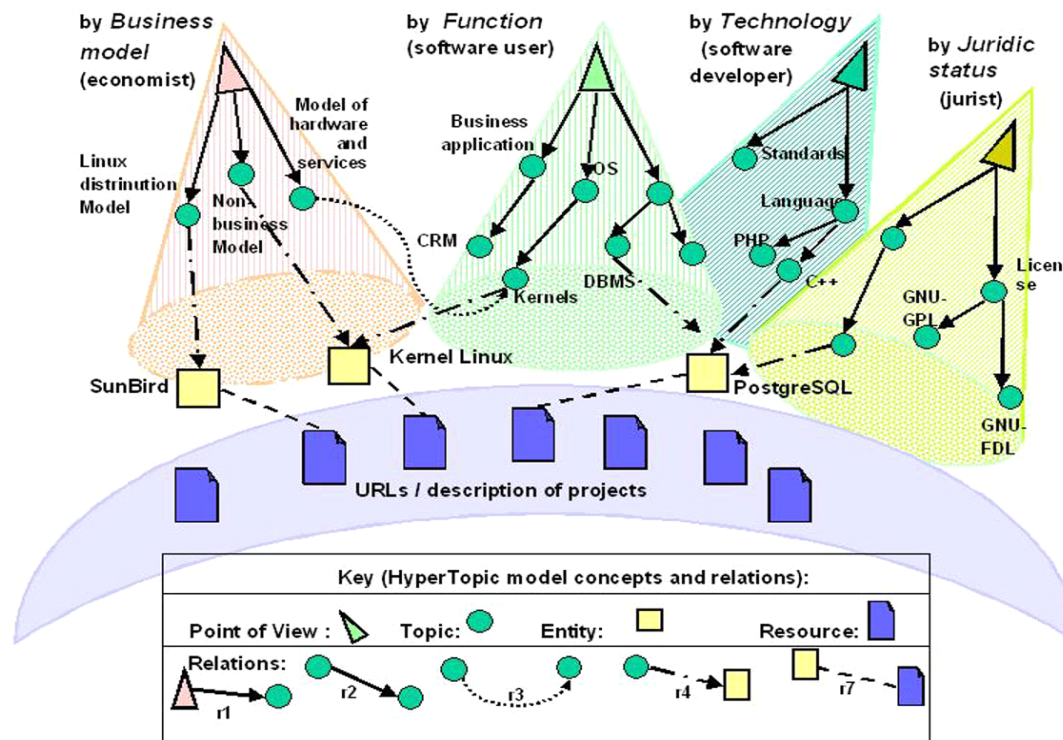 by Business
model
(economist)
by Function
(software user)
by Technology
(software
developer)
by Juridic
status
(jurist)
Model of
hardware
and
services
Linux
distrinution
Model
Non-
business
Model
Business
application
OS
CRM
Kernels
DBMS
Standards
Language
PHP
C++
Licen
se
GNU-
GPL
GNU-
FDL
SunBird
Kernel Linux
PostgreSQL
URLs / description of projects
Key (HyperTopic model concepts and relations):
Point of View :
Topic:
Entity:
Resource:
Relations:
r1
r2
r3
r4
r7